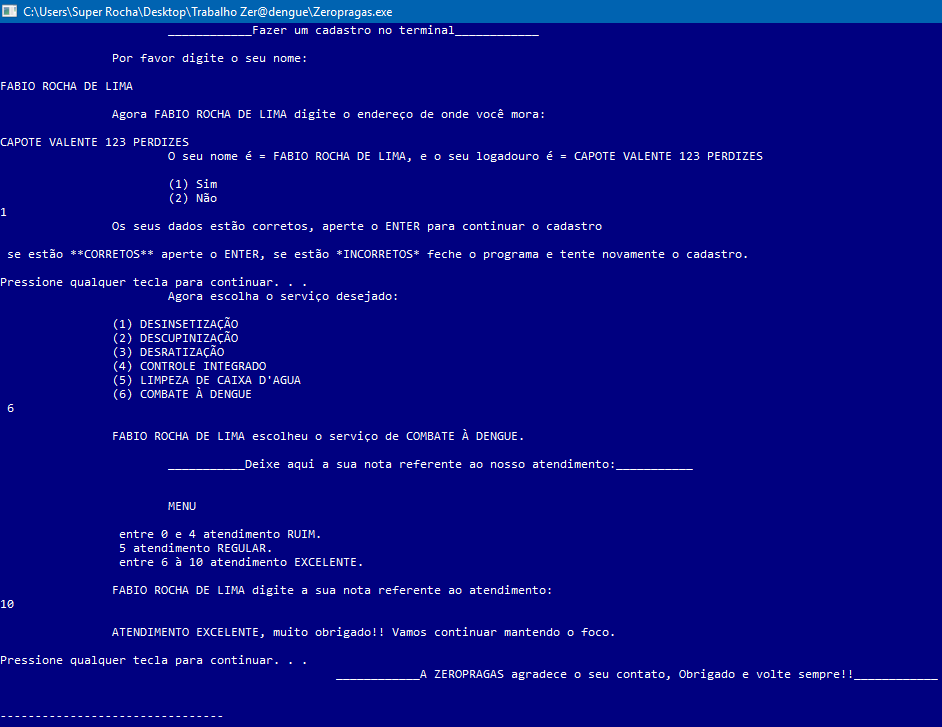 C:\Users\Super Rocha\Desktop\Trabalho Zer@dengue\Zeropragas.exe
____________Fazer um cadastro no terminal____________
Por favor digite o seu nome:
FABIO ROCHA DE LIMA
Agora FABIO ROCHA DE LIMA digite o endereço de onde você mora:
CAPOTE VALENTE 123 PERDIZES
O seu nome é = FABIO ROCHA DE LIMA, e o seu logadouro é = CAPOTE VALENTE 123 PERDIZES
(1) Sim
(2) Não
1
Os seus dados estão corretos, aperte o ENTER para continuar o cadastro
se estão **CORRETOS** aperte o ENTER, se estão *INCORRETOS* feche o programa e tente novamente o cadastro.
Pressione qualquer tecla para continuar. . .
Agora escolha o serviço desejado:
(1) DESINSETIZAÇÃO
(2) DESCUPINIZAÇÃO
(3) DESRATIZAÇÃO
(4) CONTROLE INTEGRADO
(5) LIMPEZA DE CAIXA D'AGUA
(6) COMBATE À DENGUE
6
FABIO ROCHA DE LIMA escolheu o serviço de COMBATE À DENGUE.
___________Deixe aqui a sua nota referente ao nosso atendimento:___________
MENU
entre 0 e 4 atendimento RUIM.
5 atendimento REGULAR.
entre 6 à 10 atendimento EXCELENTE.
FABIO ROCHA DE LIMA digite a sua nota referente ao atendimento:
10
ATENDIMENTO EXCELENTE, muito obrigado!! Vamos continuar mantendo o foco.
Pressione qualquer tecla para continuar. . .
____________A ZEROPRAGAS agradece o seu contato, Obrigado e volte sempre!!____________
--------------------------------